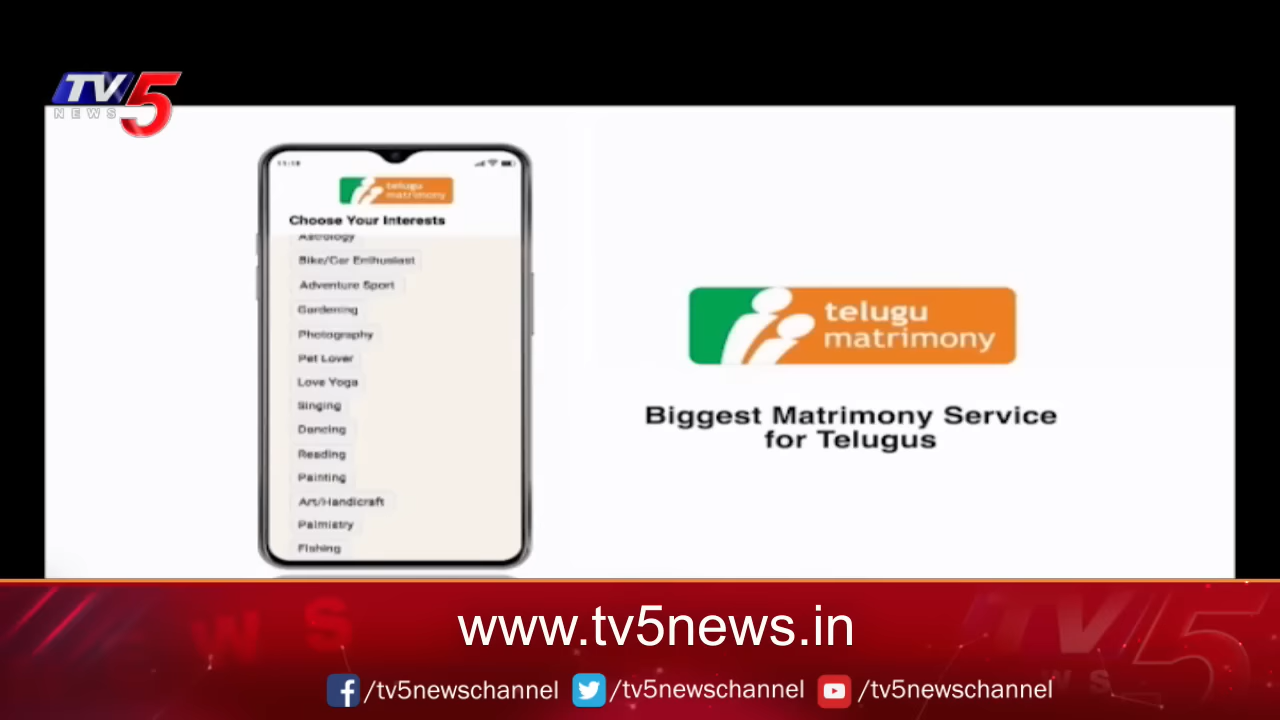 TV5
NEWS
11:19
telugu
matrimony
Choose Your Interests
Astrology
Bike/Car Enthusiast
Adventure Sport
Gardening
Photography
Pet Lover
Love Yoga
Singing
Dancing
Reading
Painting
Art/Handicraft
Palmistry
Fishing
telugu
matrimony
Biggest Matrimony Service
for Telugus
www.tv5news.in
/tv5newschannel /tv5newschannel /tv5newschannel